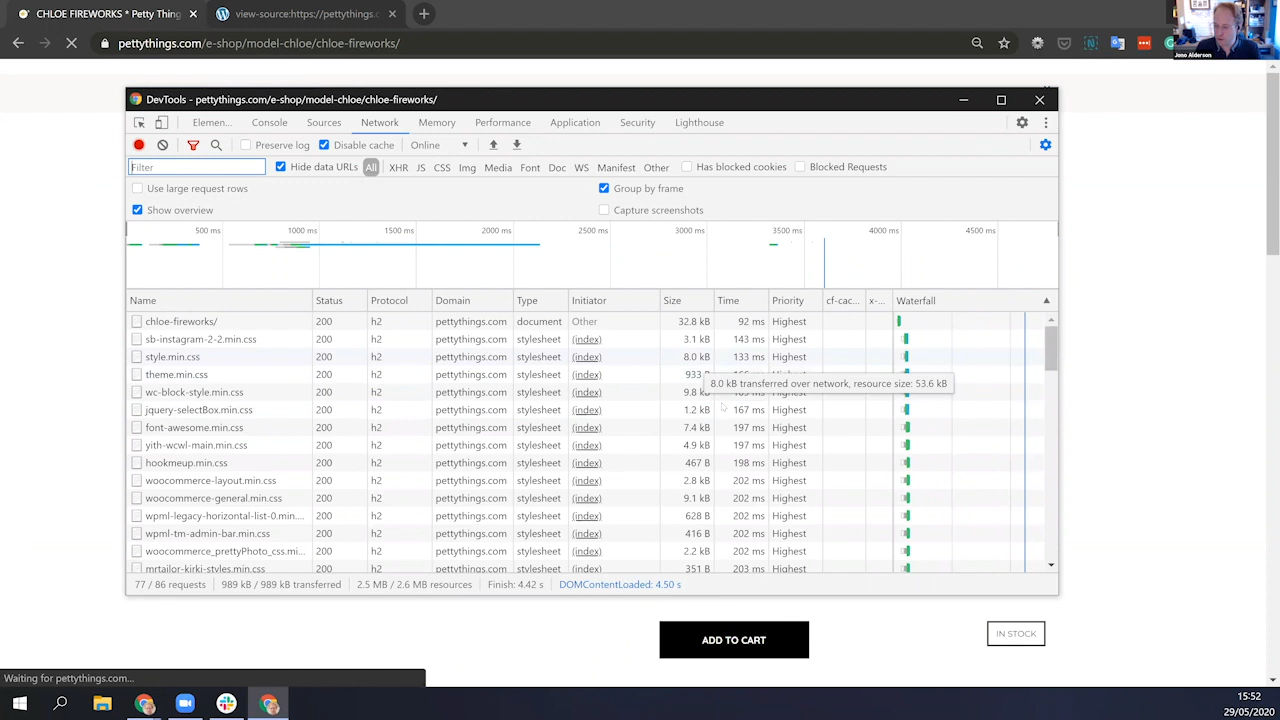 CHLOE FIREWORKS * Pettything
view-source:https://pettythings.
pettythings.com/e-shop/model-chloe/chloe-fireworks/
Jono Alderson
DevTools - pettythings.com/e-shop/model-chloe/chloe-fireworks/
Elemen... Console Sources Network Memory Performance Application Security Lighthouse
Preserve log Disable cache Online
Filter Hide data URLs All XHR JS CSS Img Media Font Doc WS Manifest Other Has blocked cookies Blocked Requests
Use large request rows Group by frame
Show overview Capture screenshots
500 ms 1000 ms 1500 ms 2000 ms 2500 ms 3000 ms 3500 ms 4000 ms 4500 ms
Name Status Protocol Domain Type Initiator Size Time Priority cf-cac... x-... Waterfall
chloe-fireworks/ 200 h2 pettythings.com document Other 32.8 kB 92 ms Highest
sb-instagram-2-2.min.css 200 h2 pettythings.com stylesheet (index) 3.1 kB 143 ms Highest
style.min.css 200 h2 pettythings.com stylesheet (index) 8.0 kB 133 ms Highest
theme.min.css 200 h2 pettythings.com stylesheet (index) 933 Highest
8.0 kB transferred over network, resource size: 53.6 kB
wc-block-style.min.css 200 h2 pettythings.com stylesheet (index) 9.8 kB Highest
jquery-selectBox.min.css 200 h2 pettythings.com stylesheet (index) 1.2 kB 167 ms Highest
font-awesome.min.css 200 h2 pettythings.com stylesheet (index) 7.4 kB 197 ms Highest
yith-wcwl-main.min.css 200 h2 pettythings.com stylesheet (index) 4.9 kB 197 ms Highest
hookmeup.min.css 200 h2 pettythings.com stylesheet (index) 467 B 198 ms Highest
woocommerce-layout.min.css 200 h2 pettythings.com stylesheet (index) 2.8 kB 202 ms Highest
woocommerce-general.min.css 200 h2 pettythings.com stylesheet (index) 9.1 kB 202 ms Highest
wpml-legacy-horizontal-list-0.min.... 200 h2 pettythings.com stylesheet (index) 628 B 202 ms Highest
wpml-tm-admin-bar.min.css 200 h2 pettythings.com stylesheet (index) 416 B 202 ms Highest
woocommerce_prettyPhoto_css.mi... 200 h2 pettythings.com stylesheet (index) 2.2 kB 202 ms Highest
mrtailor-kirki-styles.min.css 200 h2 pettythings.com stylesheet (index) 351 B 203 ms Highest
77 / 86 requests 989 kB / 989 kB transferred 2.5 MB / 2.6 MB resources Finish: 4.42 s DOMContentLoaded: 4.50 s
ADD TO CART
IN STOCK
Waiting for pettythings.com...
15:52
29/05/2020